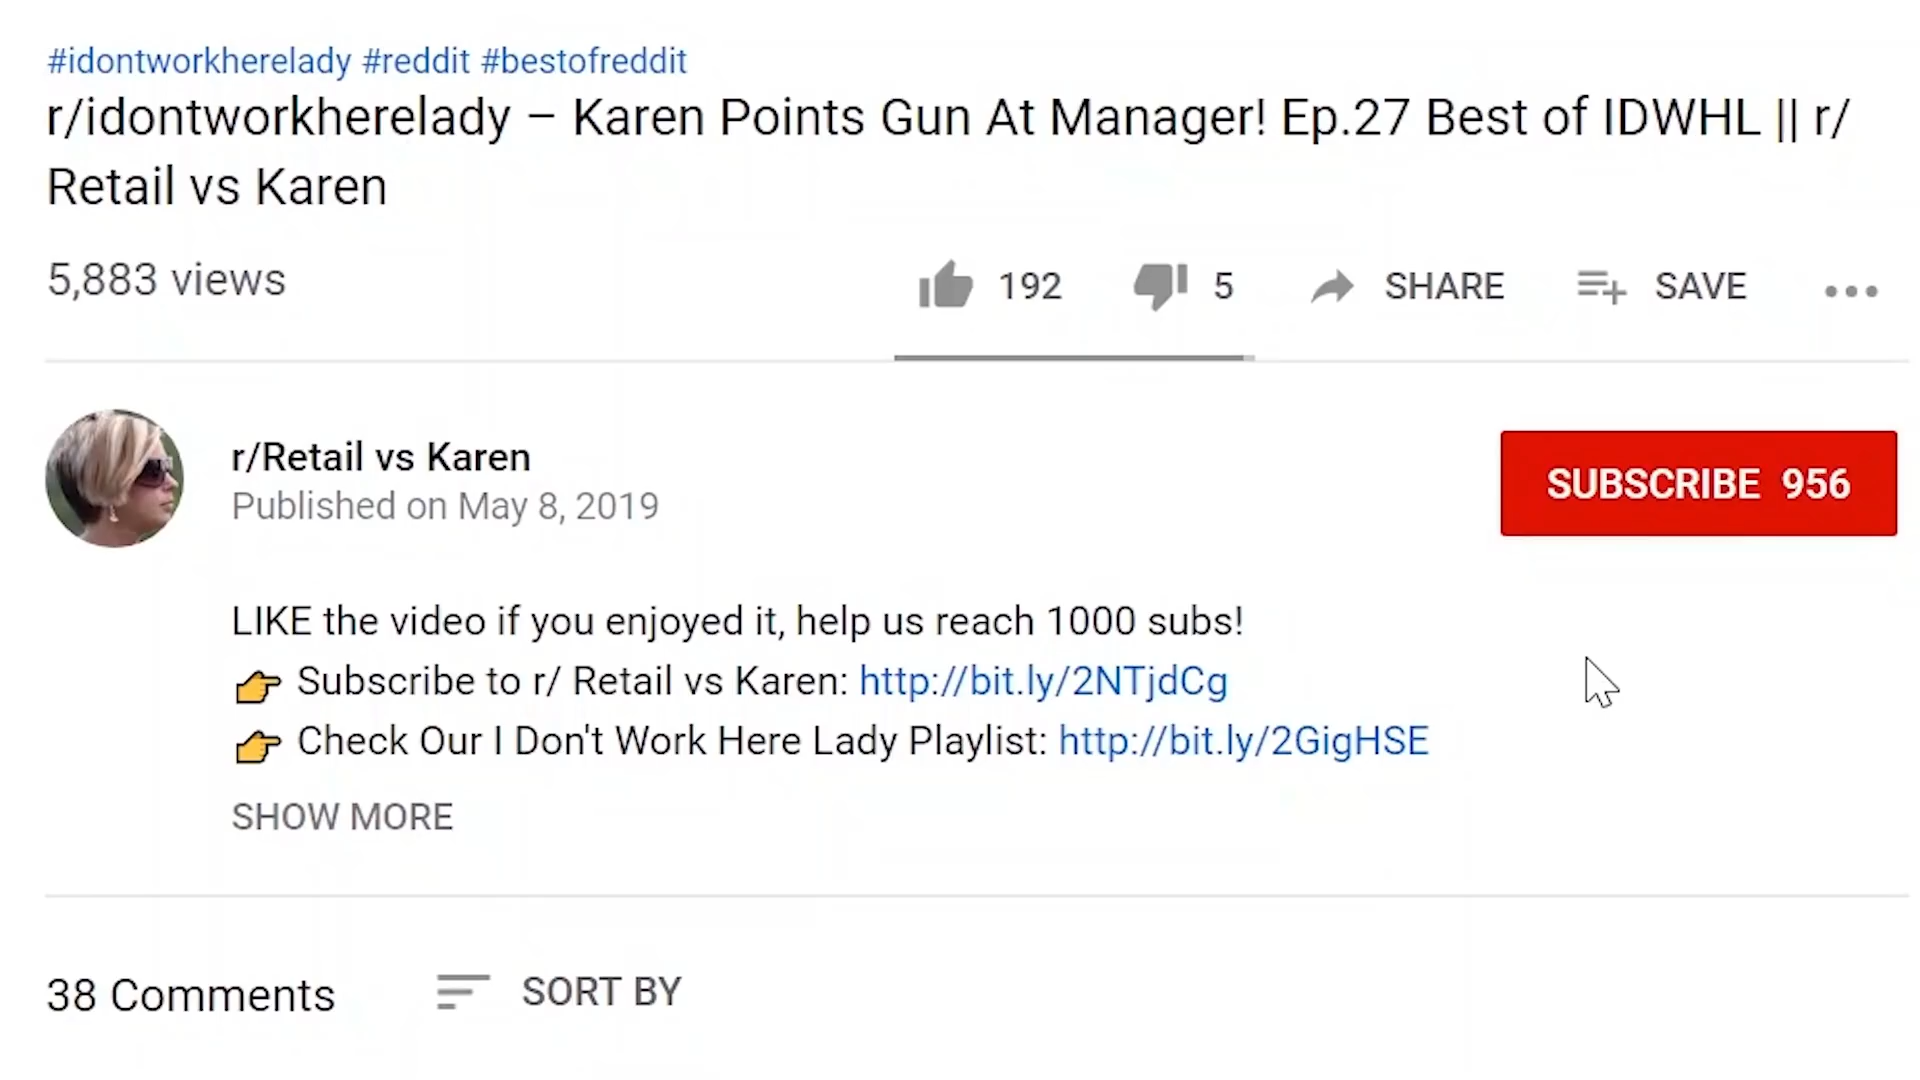 #idontworkherelady #reddit #bestofreddit
r/idontworkherelady – Karen Points Gun At Manager! Ep.27 Best of IDWHL || r/
Retail vs Karen
5,883 views
192
5
SHARE
SAVE
r/Retail vs Karen
Published on May 8, 2019
SUBSCRIBE 956
LIKE the video if you enjoyed it, help us reach 1000 subs!
👉 Subscribe to r/ Retail vs Karen: http://bit.ly/2NTjdCg
👉 Check Our I Don't Work Here Lady Playlist: http://bit.ly/2GigHSE
SHOW MORE
38 Comments
SORT BY